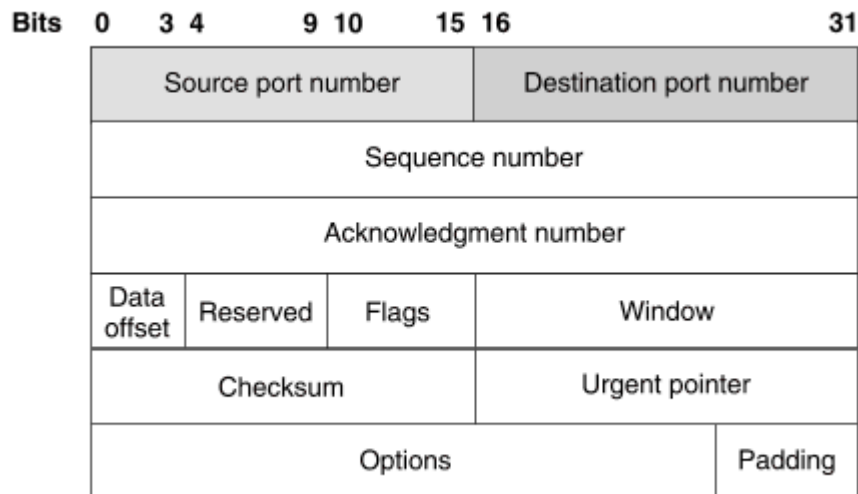 Bits 0 3 4 9 10 15 16 31
Source port number Destination port number
Sequence number
Acknowledgment number
Data offset Reserved Flags Window
Checksum Urgent pointer
Options Padding